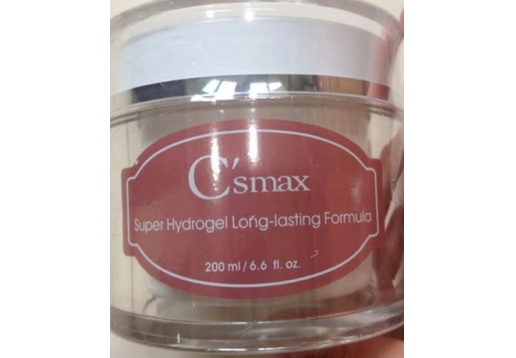 C'smax
Super Hydrogel Long-lasting Formula
200 ml / 6.6 fl. oz.